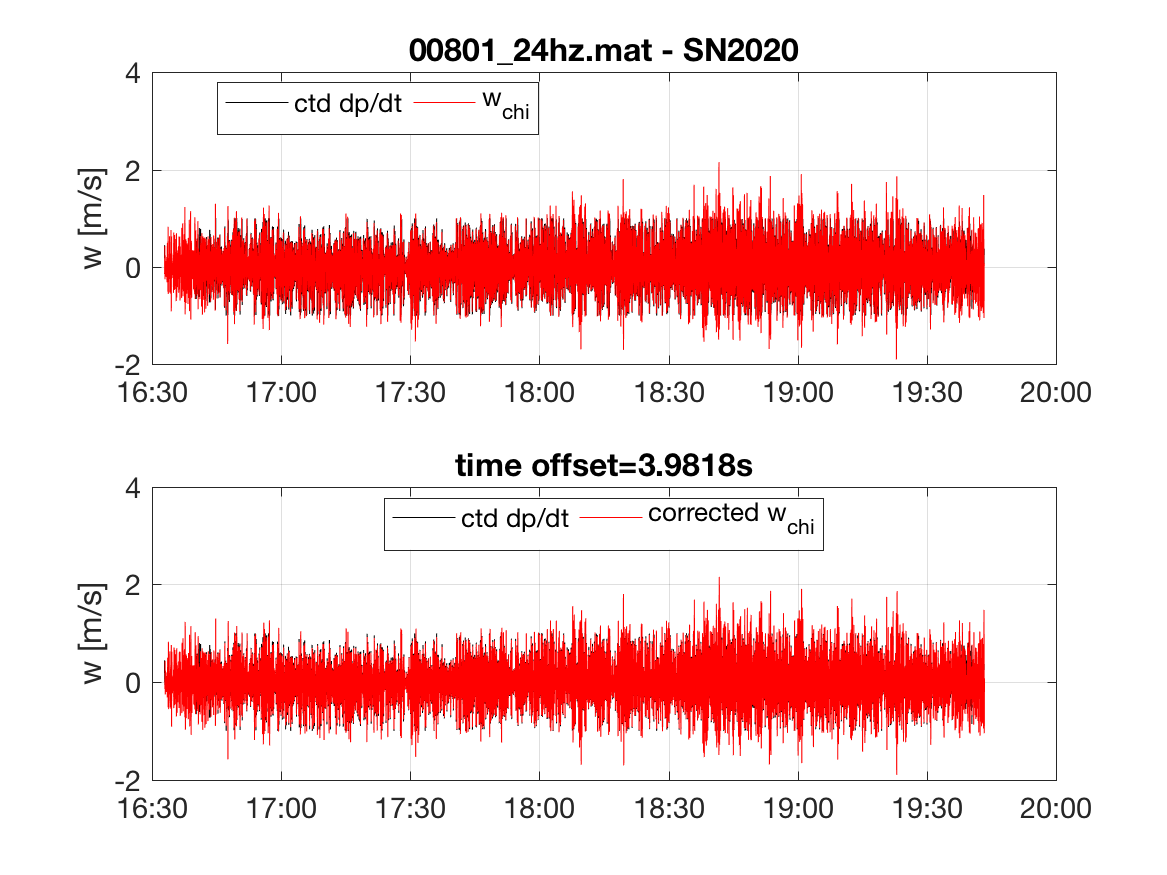 00801_24hz.mat - SN2020
4
ctd dp/dt w_chi
2
w [m/s]
0
-2
16:30 17:00 17:30 18:00 18:30 19:00 19:30 20:00
time offset=3.9818s
4
ctd dp/dt corrected w_chi
2
w [m/s]
0
-2
16:30 17:00 17:30 18:00 18:30 19:00 19:30 20:00